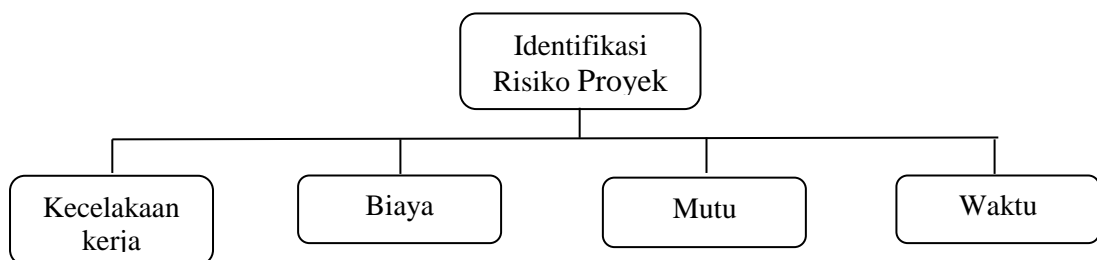 Identifikasi
Risiko Proyek
Kecelakaan
kerja
Biaya
Mutu
Waktu